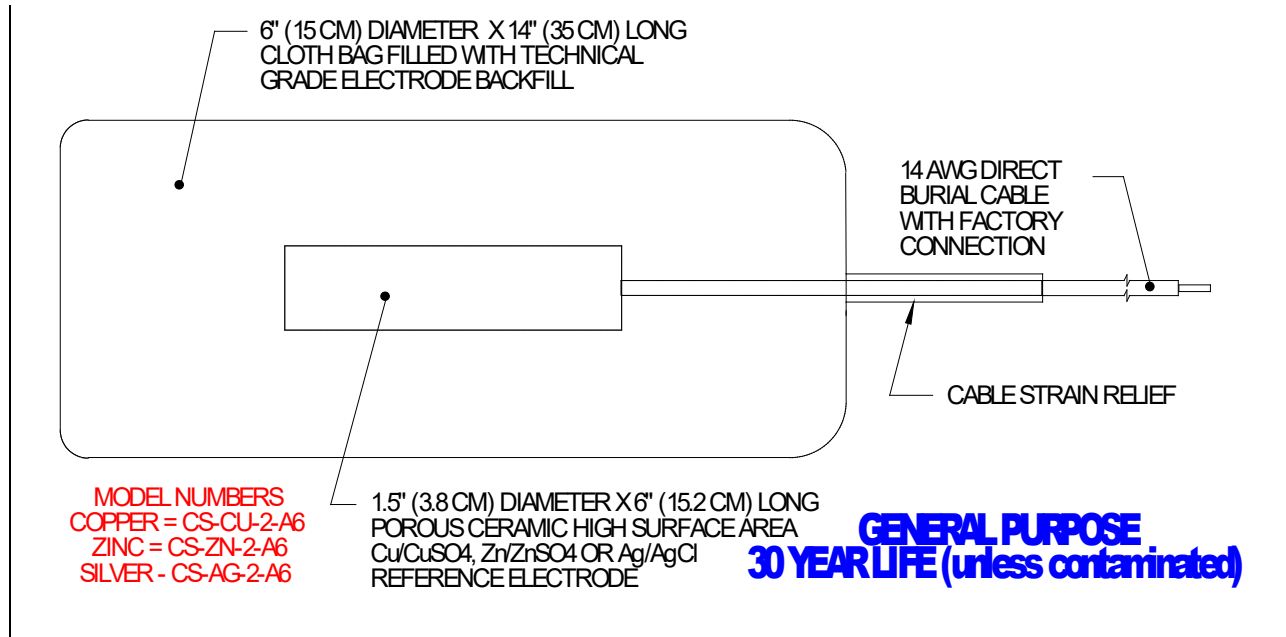 6" (15 CM) DIAMETER X 14" (35 CM) LONG
CLOTH BAG FILLED WITH TECHNICAL
GRADE ELECTRODE BACKFILL
14 AWG DIRECT
BURIAL CABLE
WITH FACTORY
CONNECTION
CABLE STRAIN RELIEF
MODEL NUMBERS
COPPER = CS-CU-2-A6
ZINC = CS-ZN-2-A6
SILVER - CS-AG-2-A6
1.5" (3.8 CM) DIAMETER X 6" (15.2 CM) LONG
POROUS CERAMIC HIGH SURFACE AREA
Cu/CuSO4, Zn/ZnSO4 OR Ag/AgCl
REFERENCE ELECTRODE
GENERAL PURPOSE
30 YEAR LIFE (unless contaminated)